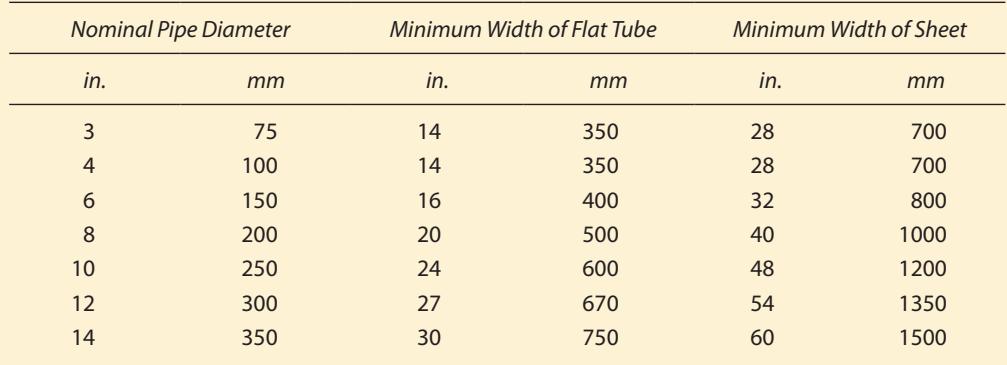 Nominal Pipe Diameter Minimum Width of Flat Tube Minimum Width of Sheet
in. mm in. mm in. mm
3 75 14 350 28 700
4 100 14 350 28 700
6 150 16 400 32 800
8 200 20 500 40 1000
10 250 24 600 48 1200
12 300 27 670 54 1350
14 350 30 750 60 1500